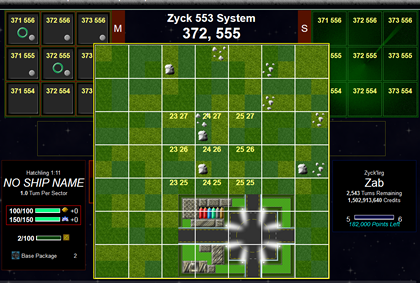 371 556
372 556
373 556
M
Zyck 553 System
372, 555
S
371 556
372 556
373 556
371 555
372 555
373 555
555
372 555
373 555
371 554
372 554
373 554
554
372 554
373 554
23 27
24 27
25 27
23 26
24 26
25 26
23 25
24 25
25 25
Hatchling 1:11
NO SHIP NAME
1.0 Turn Per Sector
100/100 +0
150/150 +0
2/100
Base Package 2
Zyck'lirg
Zab
2,543 Turns Remaining
1,502,913,640 Credits
5 6
182,000 Points Left